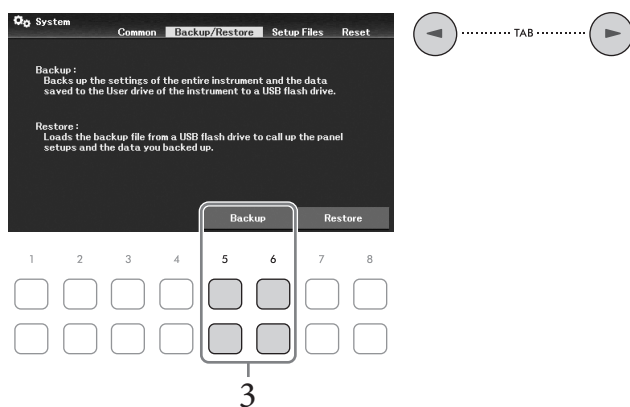 System
Common Backup/Restore Setup Files Reset
TAB
Backup :
Backs up the settings of the entire instrument and the data
saved to the User drive of the instrument to a USB flash drive.
Restore :
Loads the backup file from a USB flash drive to call up the panel
setups and the data you backed up.
Backup Restore
1 2 3 4 5 6 7 8
3